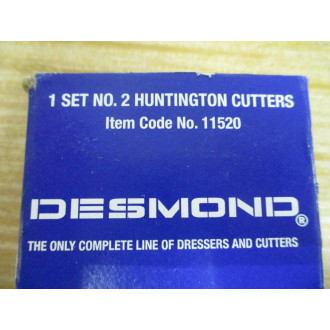 1 SET NO. 2 HUNTINGTON CUTTERS
Item Code No. 11520
DESMOND®
THE ONLY COMPLETE LINE OF DRESSERS AND CUTTERS